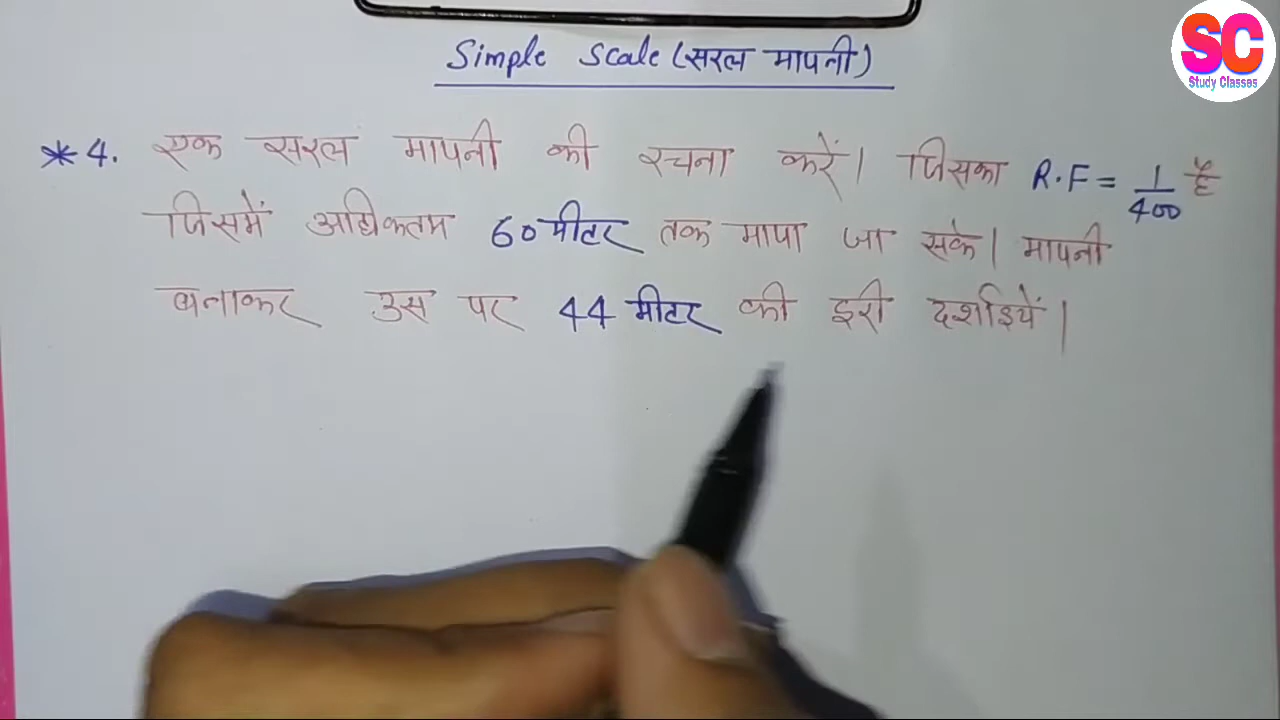 SC
Study Classes
Simple Scale (सरल मापनी)
*4. एक सरल मापनी की रचना करें। जिसका R.F = 1/400 है
जिसमें अधिकतम 60 मीटर तक मापा जा सके। मापनी
बनाकर उस पर 44 मीटर की दूरी दर्शाइये।